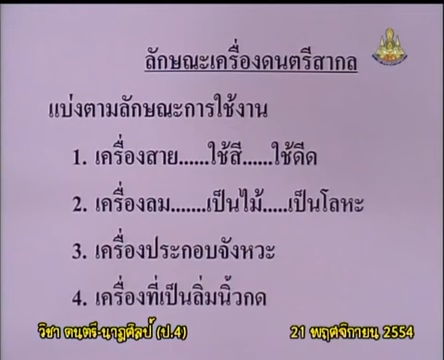 ลักษณะเครื่องดนตรีสากล
แบ่งตามลักษณะการใช้งาน
1. เครื่องสาย......ใช้สี......ใช้ดีด
2. เครื่องลม.......เป็นไม้.....เป็นโลหะ
3. เครื่องประกอบจังหวะ
4. เครื่องที่เป็นลิ่มนิ้วกด
วิชา ดนตรี-นาฏศิลป์ (ป.4)
21 พฤศจิกายน 2554